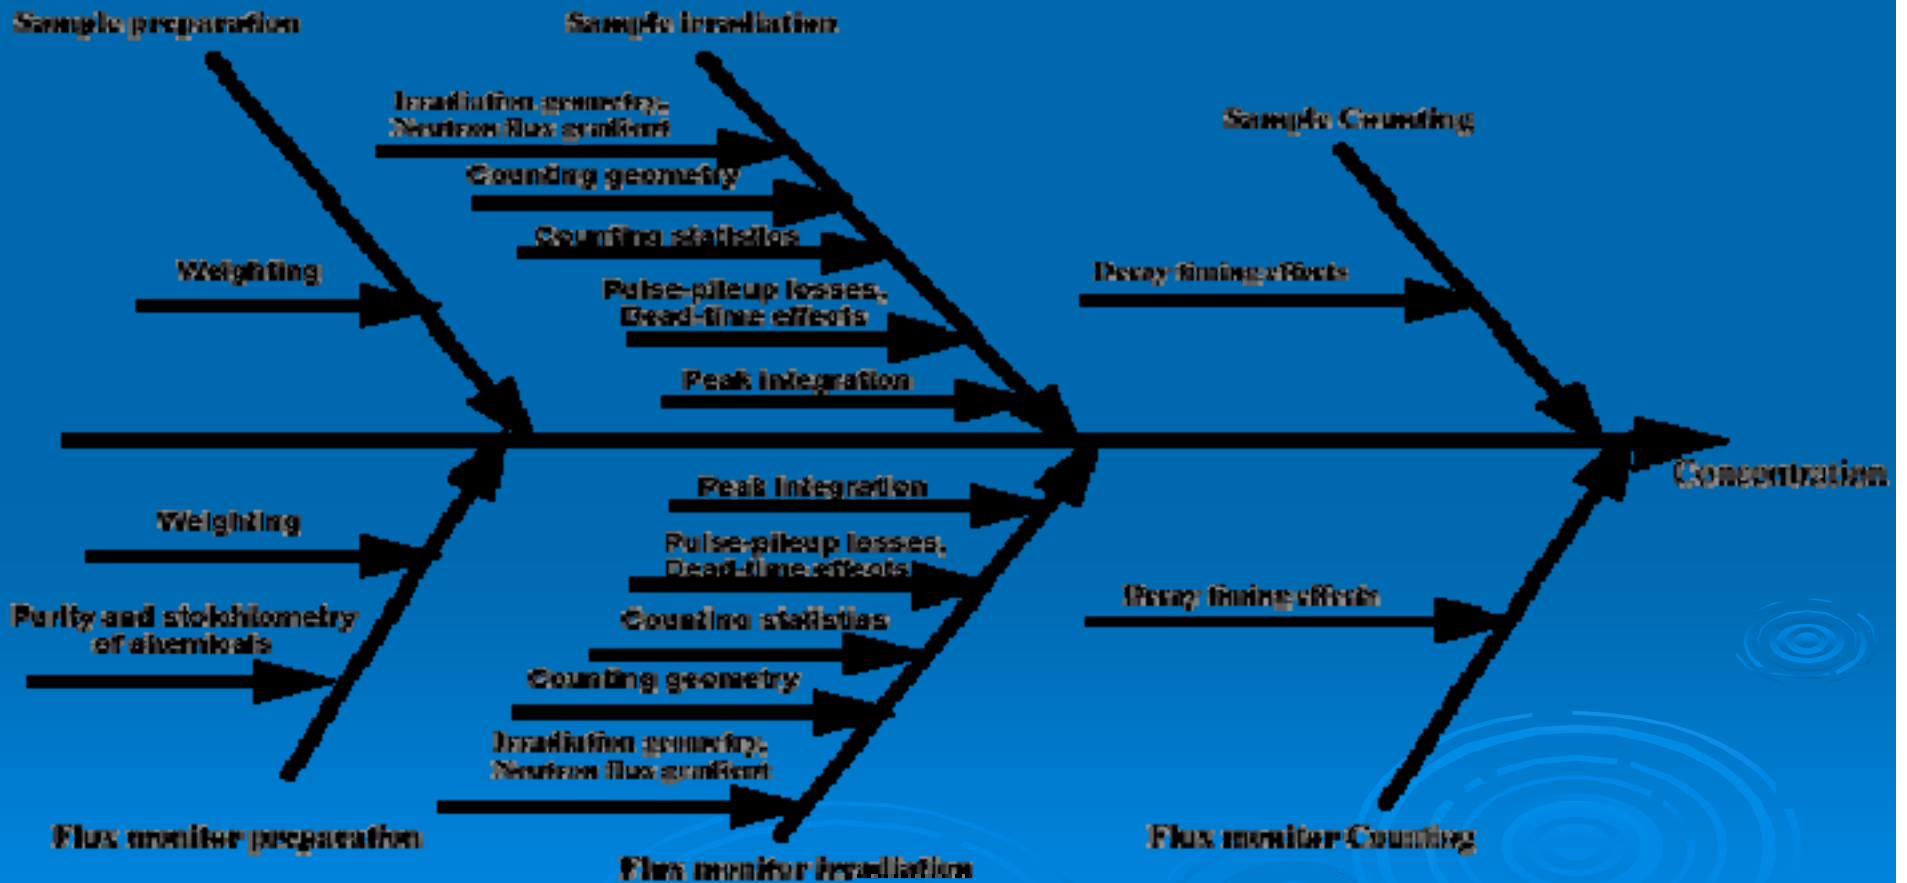 Sample preparation
Sample irradiation
Sample Counting
Irradiation geometry,
Neutron flux gradient
Counting geometry
Counting statistics
Weighting
Pulse-pileup losses,
Dead-time effects
Decay timing effects
Peak integration
Concentration
Peak integration
Weighting
Pulse-pileup losses,
Dead-time effects
Decay timing effects
Purity and stoichiometry
of chemicals
Counting statistics
Counting geometry
Irradiation geometry,
Neutron flux gradient
Flux monitor preparation
Flux monitor irradiation
Flux monitor Counting